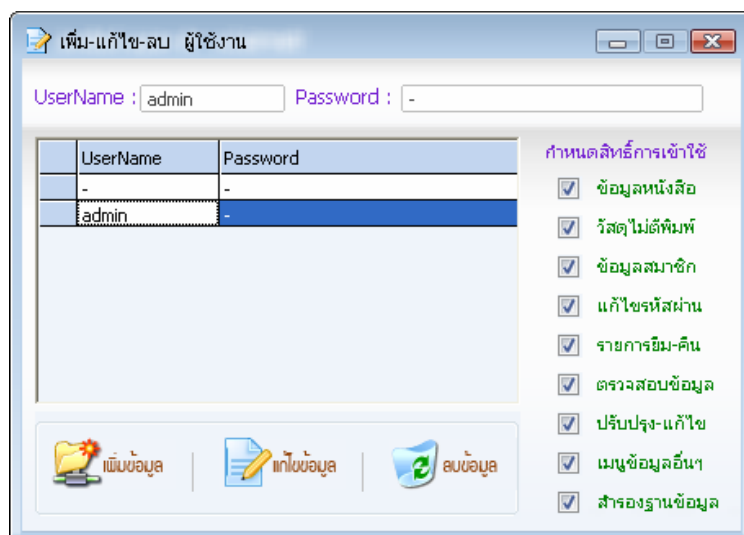 เพิ่ม-แก้ไข-ลบ ผู้ใช้งาน
UserName : admin Password : -
UserName Password
- -
admin -
กำหนดสิทธิ์การเข้าใช้
ข้อมูลหนังสือ
วัสดุไม่ตีพิมพ์
ข้อมูลสมาชิก
แก้ไขรหัสผ่าน
รายการยืม-คืน
ตรวจสอบข้อมูล
ปรับปรุง-แก้ไข
เมนูข้อมูลอื่นๆ
สำรองฐานข้อมูล
เพิ่มข้อมูล แก้ไขข้อมูล ลบข้อมูล